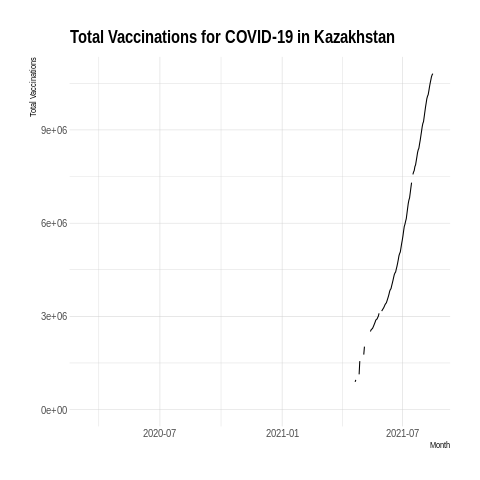 Total Vaccinations for COVID-19 in Kazakhstan
Total Vaccinations
9e+06
6e+06
3e+06
0e+00
2020-07 2021-01 2021-07
Month